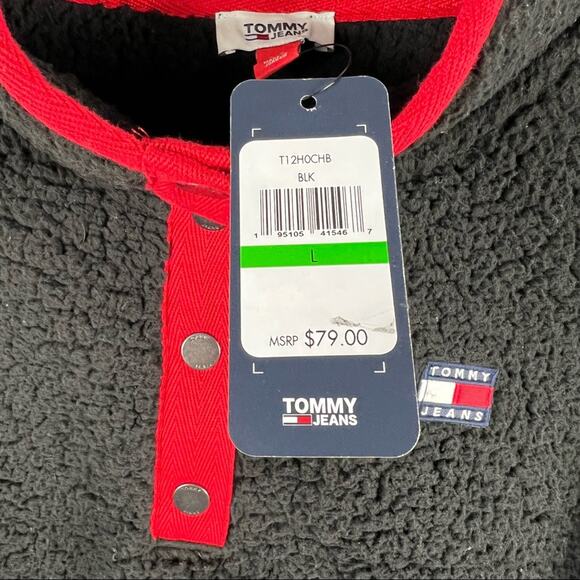 TOMMY
JEANS
T12H0CHB
BLK
1 95105 41546 7
L
MSRP $79.00
TOMMY
JEANS
TOMMY
JEANS